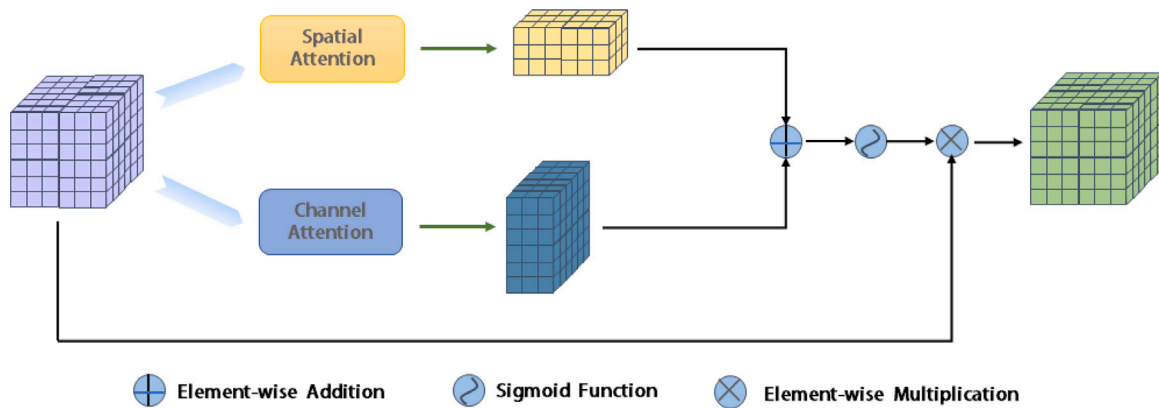 Spatial
Attention
Channel
Attention
Element-wise Addition
Sigmoid Function
Element-wise Multiplication